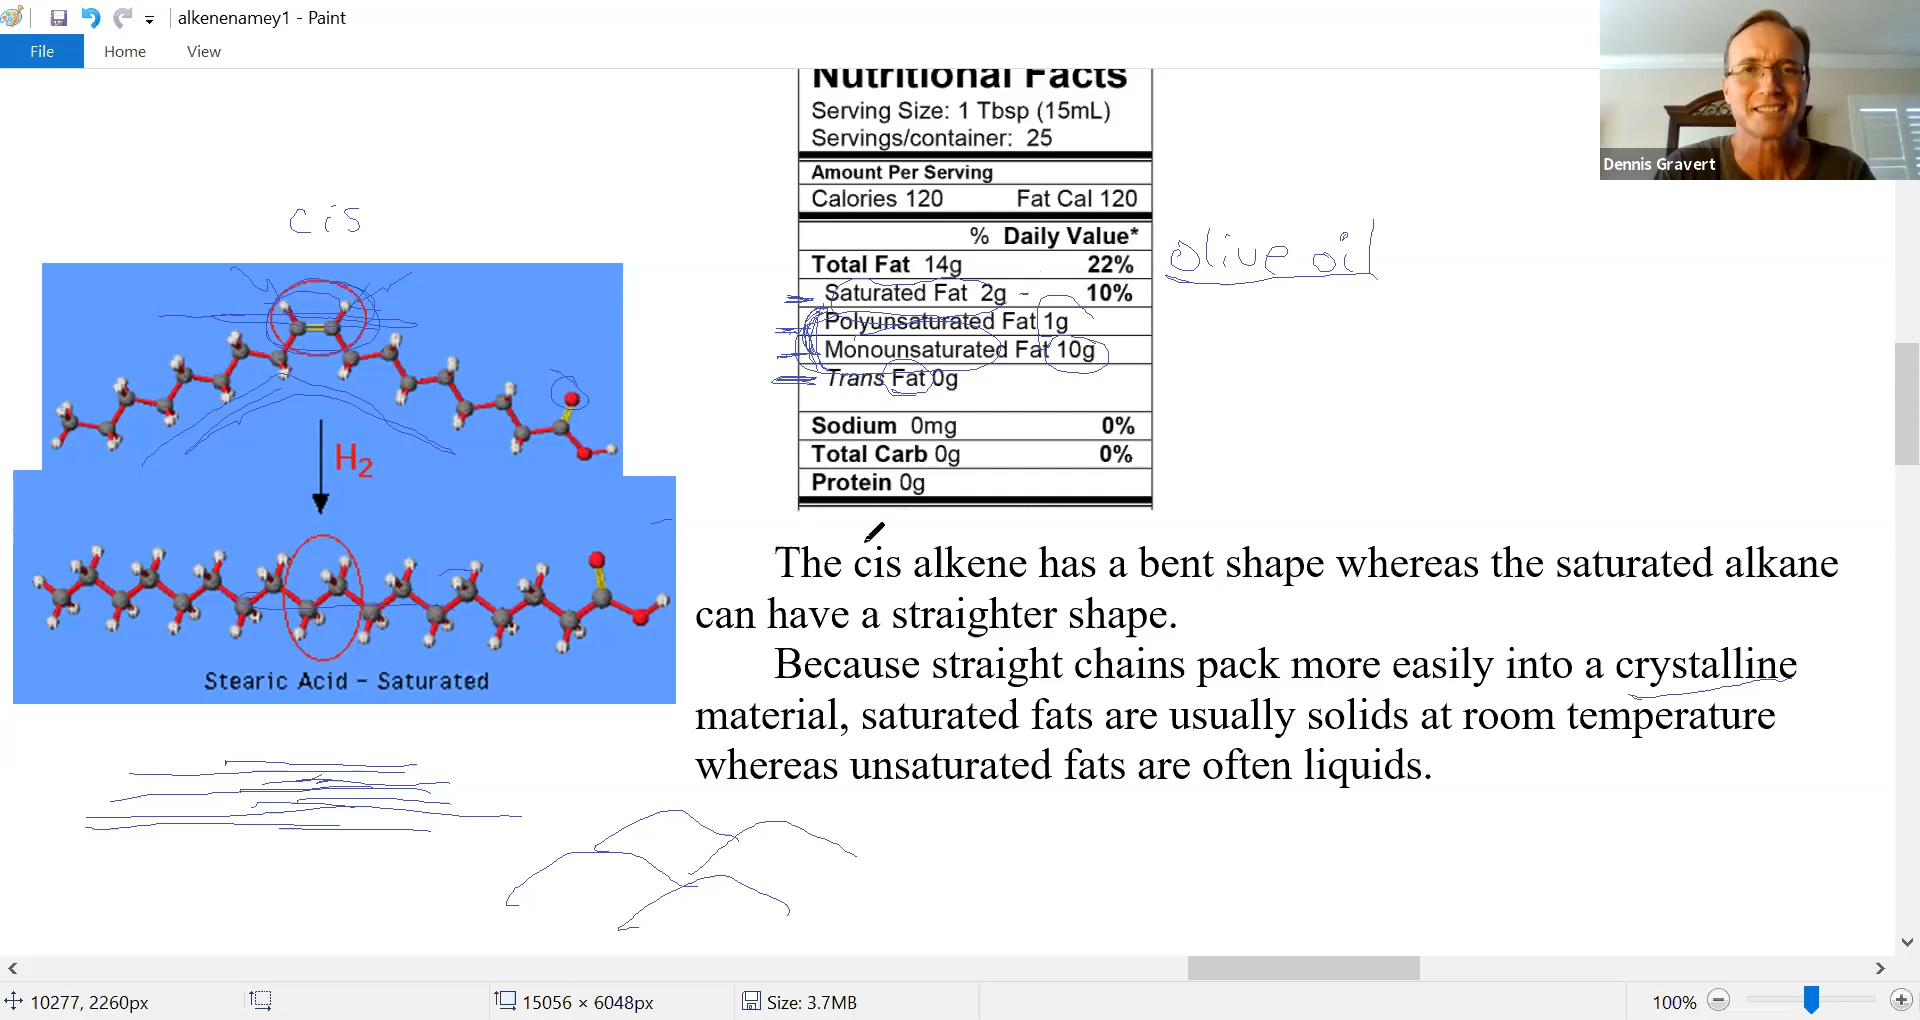 alkenenamey1 - Paint
File Home View
Dennis Gravert
Nutritional Facts
Serving Size: 1 Tbsp (15mL)
Servings/container: 25
Amount Per Serving
Calories 120 Fat Cal 120
% Daily Value*
Total Fat 14g 22%
Saturated Fat 2g 10%
Polyunsaturated Fat 1g
Monounsaturated Fat 10g
Trans Fat 0g
Sodium 0mg 0%
Total Carb 0g 0%
Protein 0g
olive oil
cis
H2
Stearic Acid - Saturated
The cis alkene has a bent shape whereas the saturated alkane
can have a straighter shape.
Because straight chains pack more easily into a crystalline
material, saturated fats are usually solids at room temperature
whereas unsaturated fats are often liquids.
10277, 2260px 15056 × 6048px Size: 3.7MB 100%